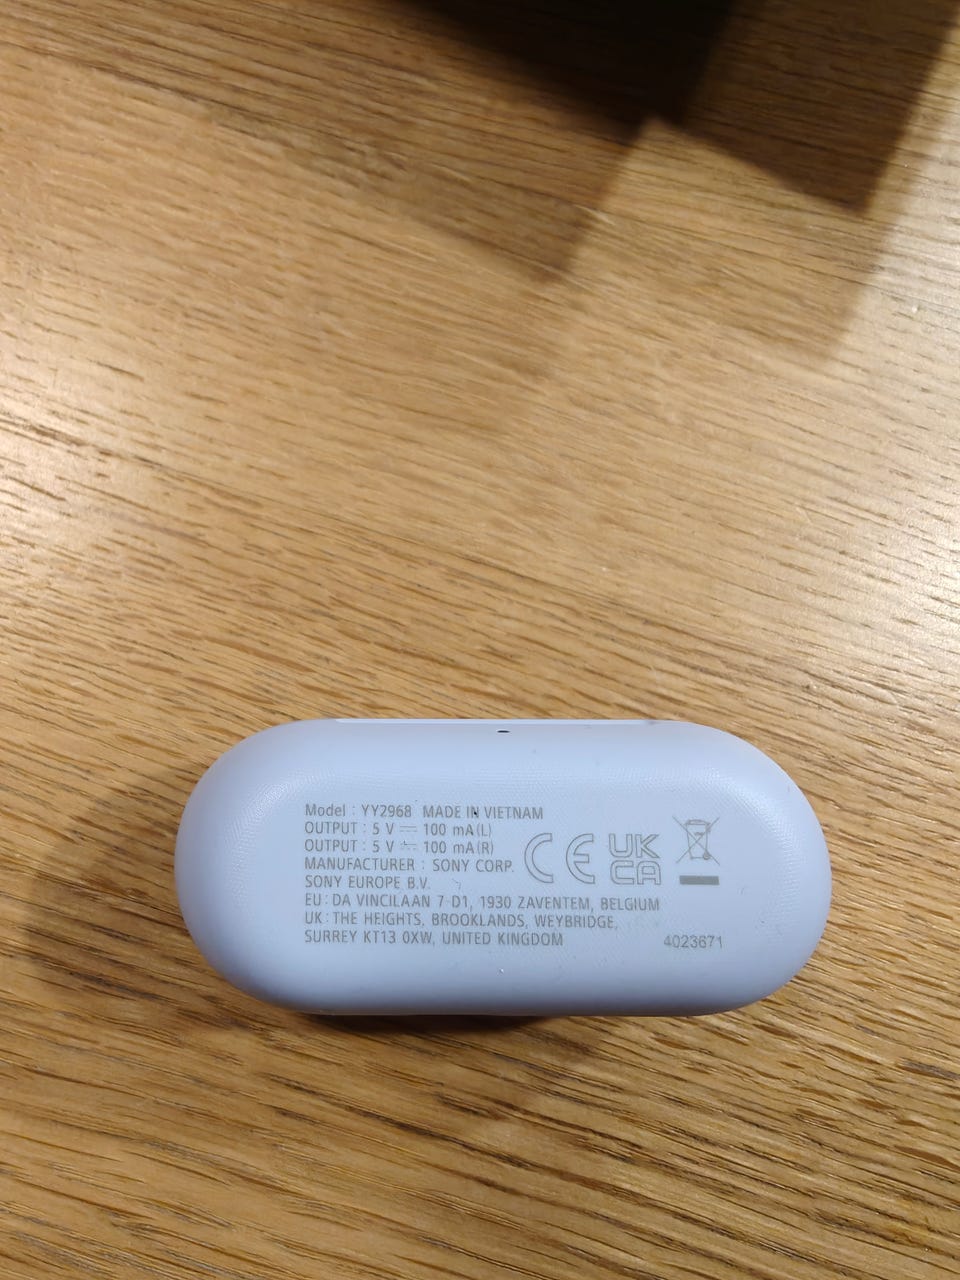 Model : YY2968 MADE IN VIETNAM
OUTPUT : 5 V ⎓ 100 mA (L)
OUTPUT : 5 V ⎓ 100 mA (R)
MANUFACTURER : SONY CORP.
SONY EUROPE B.V.
EU : DA VINCILAAN 7-D1, 1930 ZAVENTEM, BELGIUM
UK : THE HEIGHTS, BROOKLANDS, WEYBRIDGE,
SURREY KT13 0XW, UNITED KINGDOM
CE
UK
CA
4023671